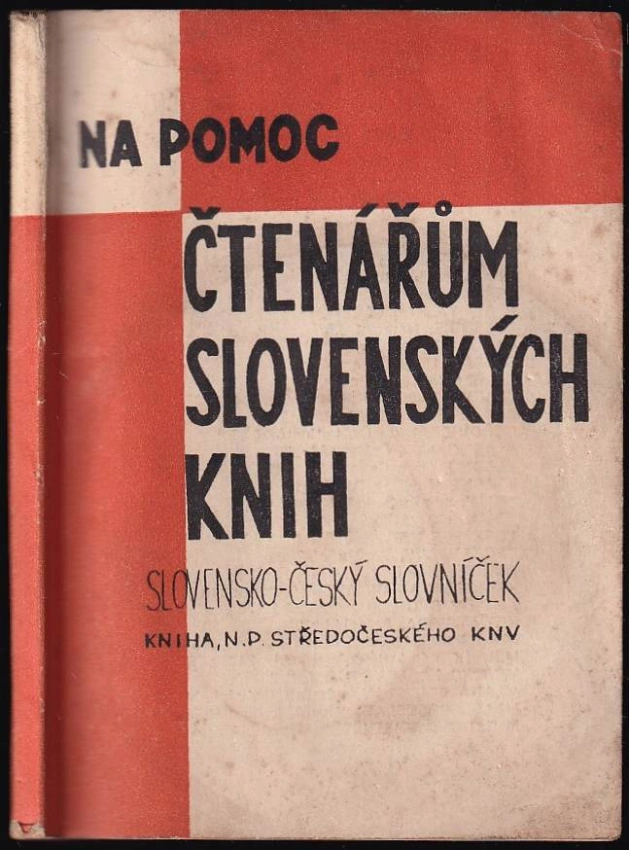 NA POMOC
ČTENÁŘŮM
SLOVENSKÝCH
KNIH
SLOVENSKO-ČESKÝ SLOVNÍČEK
KNIHA, N.P. STŘEDOČESKÉHO KNV